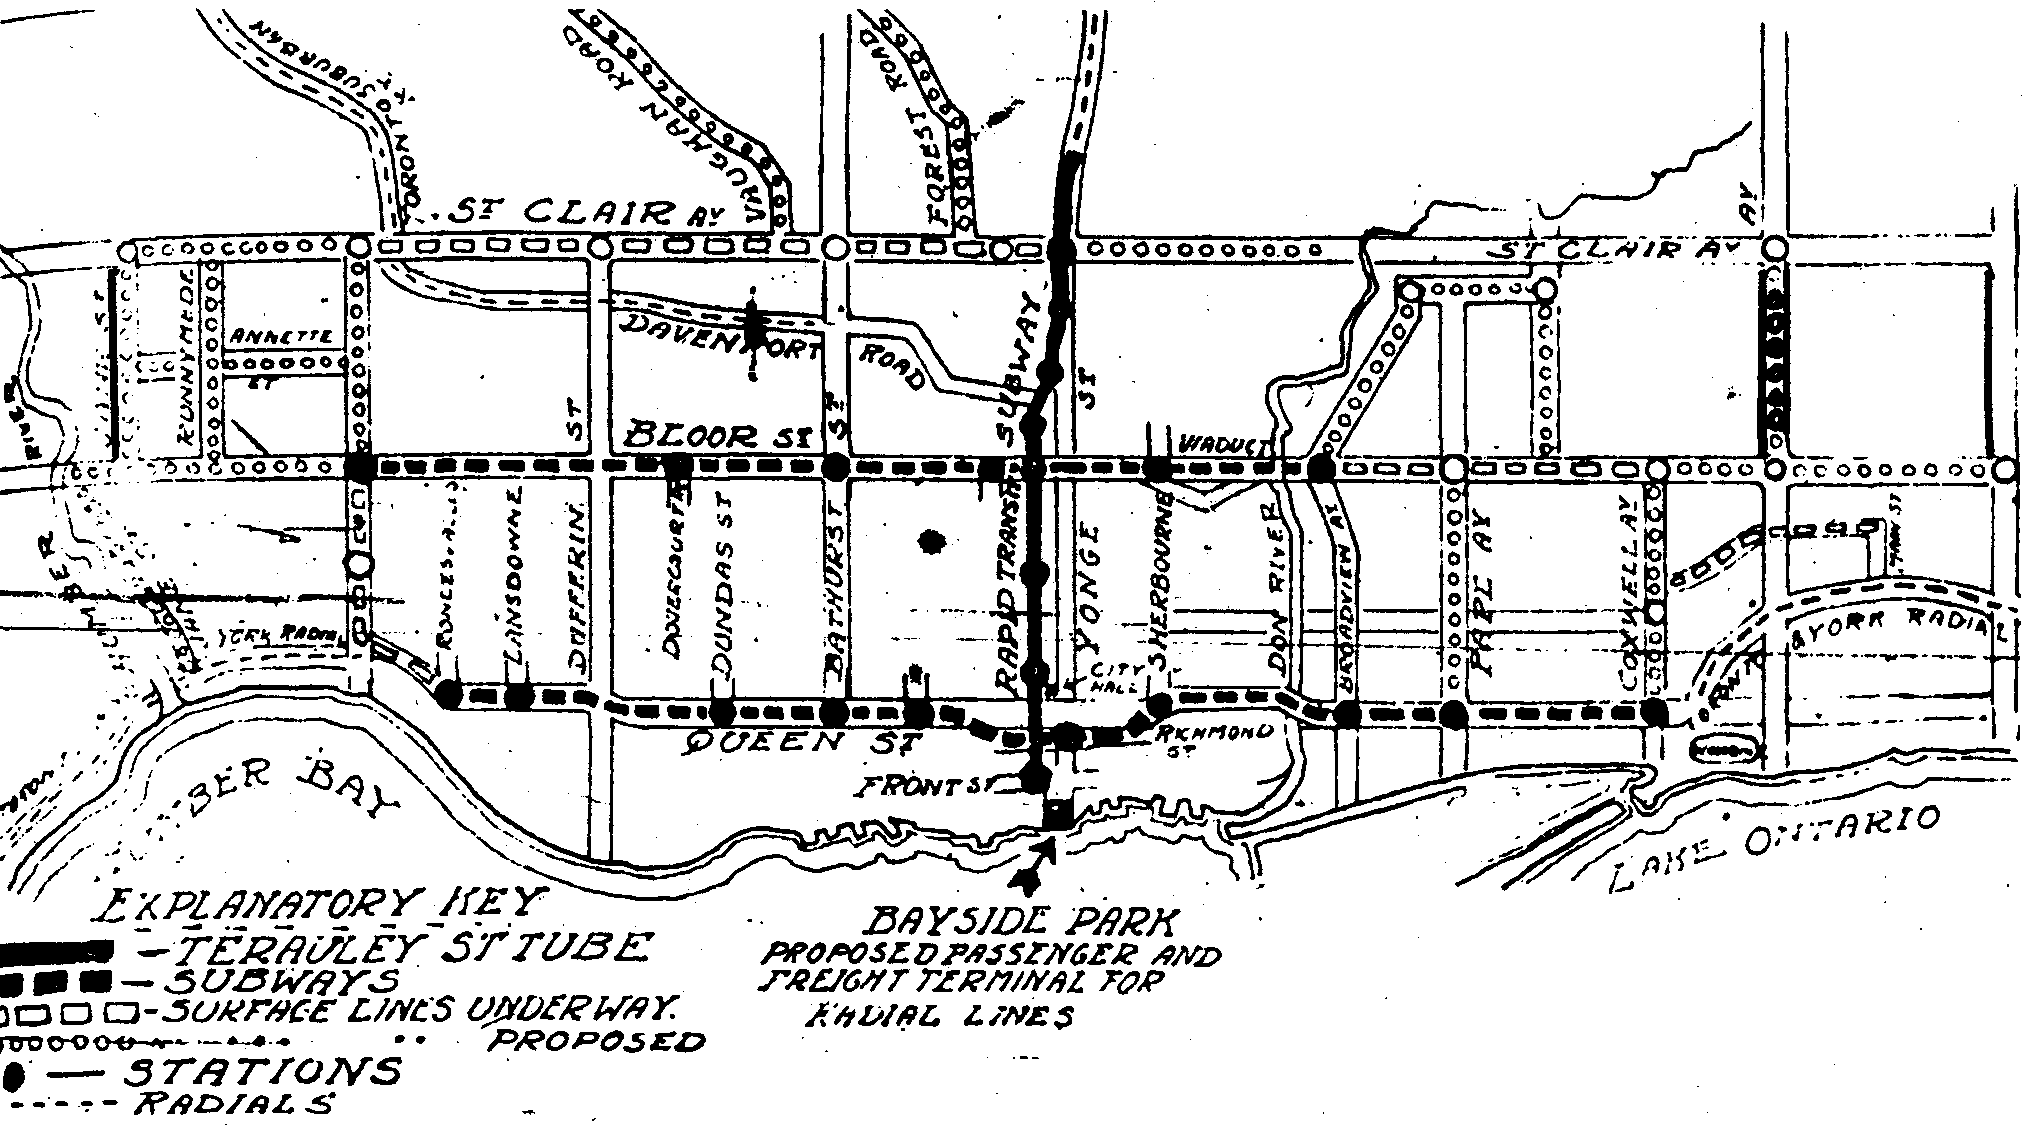 TORONTO SUBURBAN RY
VAUGHAN ROAD
FOREST ROAD
ST CLAIR AV
AV
ST CLAIR AV
RUNNYMEDE
ANNETTE
ST
DAVENPORT
ROAD
SUBWAY
ST
ST
ST
BLOOR ST
VIADUCT
RIVER
HUMBER
LANSDOWNE
DUFFERIN
DOVERCOURT RD
DUNDAS ST
BATHURST
RAPID TRANSIT
YONGE
SHERBOURNE
DON RIVER
BROADVIEW AV
PAPE AV
COXWELL AV
YORK RADIAL
YORK RADIAL
CITY
HALL
QUEEN ST
RICHMOND
ST
FRONT ST
BER BAY
LAKE ONTARIO
EXPLANATORY KEY
— TERAULEY ST TUBE
— SUBWAYS
- SURFACE LINES UNDERWAY.
PROPOSED
— STATIONS
RADIALS
BAYSIDE PARK
PROPOSED PASSENGER AND
FREIGHT TERMINAL FOR
RADIAL LINES